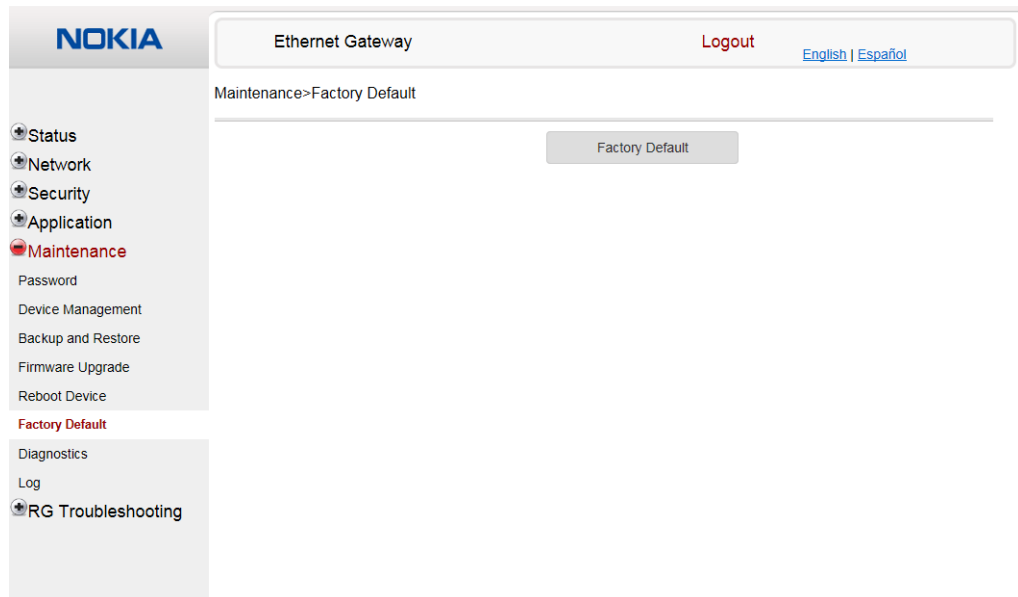 NOKIA
Ethernet Gateway
Logout
English | Español
Maintenance>Factory Default
Factory Default
Status
Network
Security
Application
Maintenance
Password
Device Management
Backup and Restore
Firmware Upgrade
Reboot Device
Factory Default
Diagnostics
Log
RG Troubleshooting